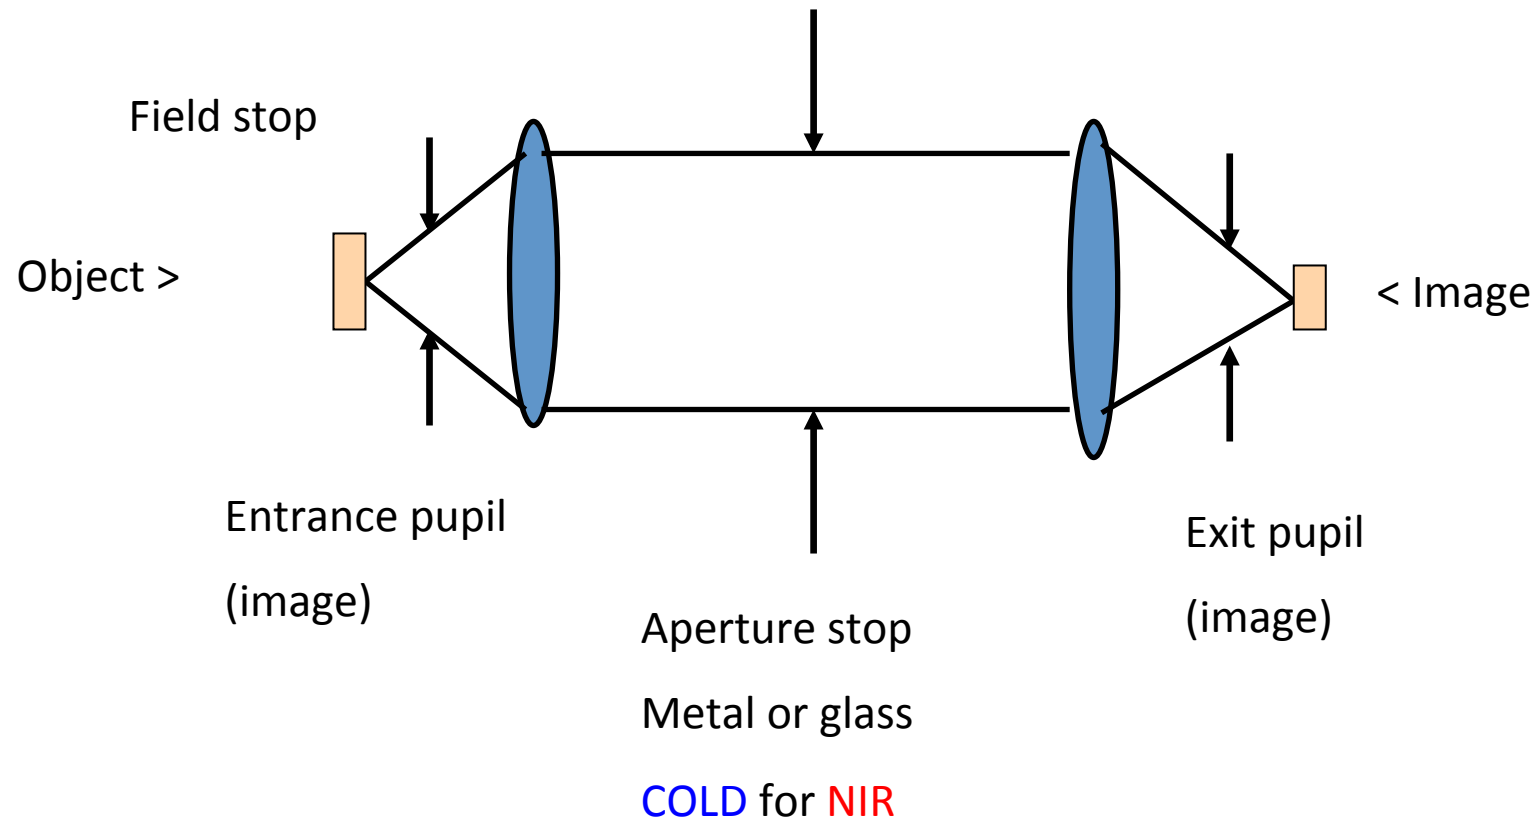 Field stop
Object >
< Image
Entrance pupil
(image)
Exit pupil
(image)
Aperture stop
Metal or glass
COLD for NIR